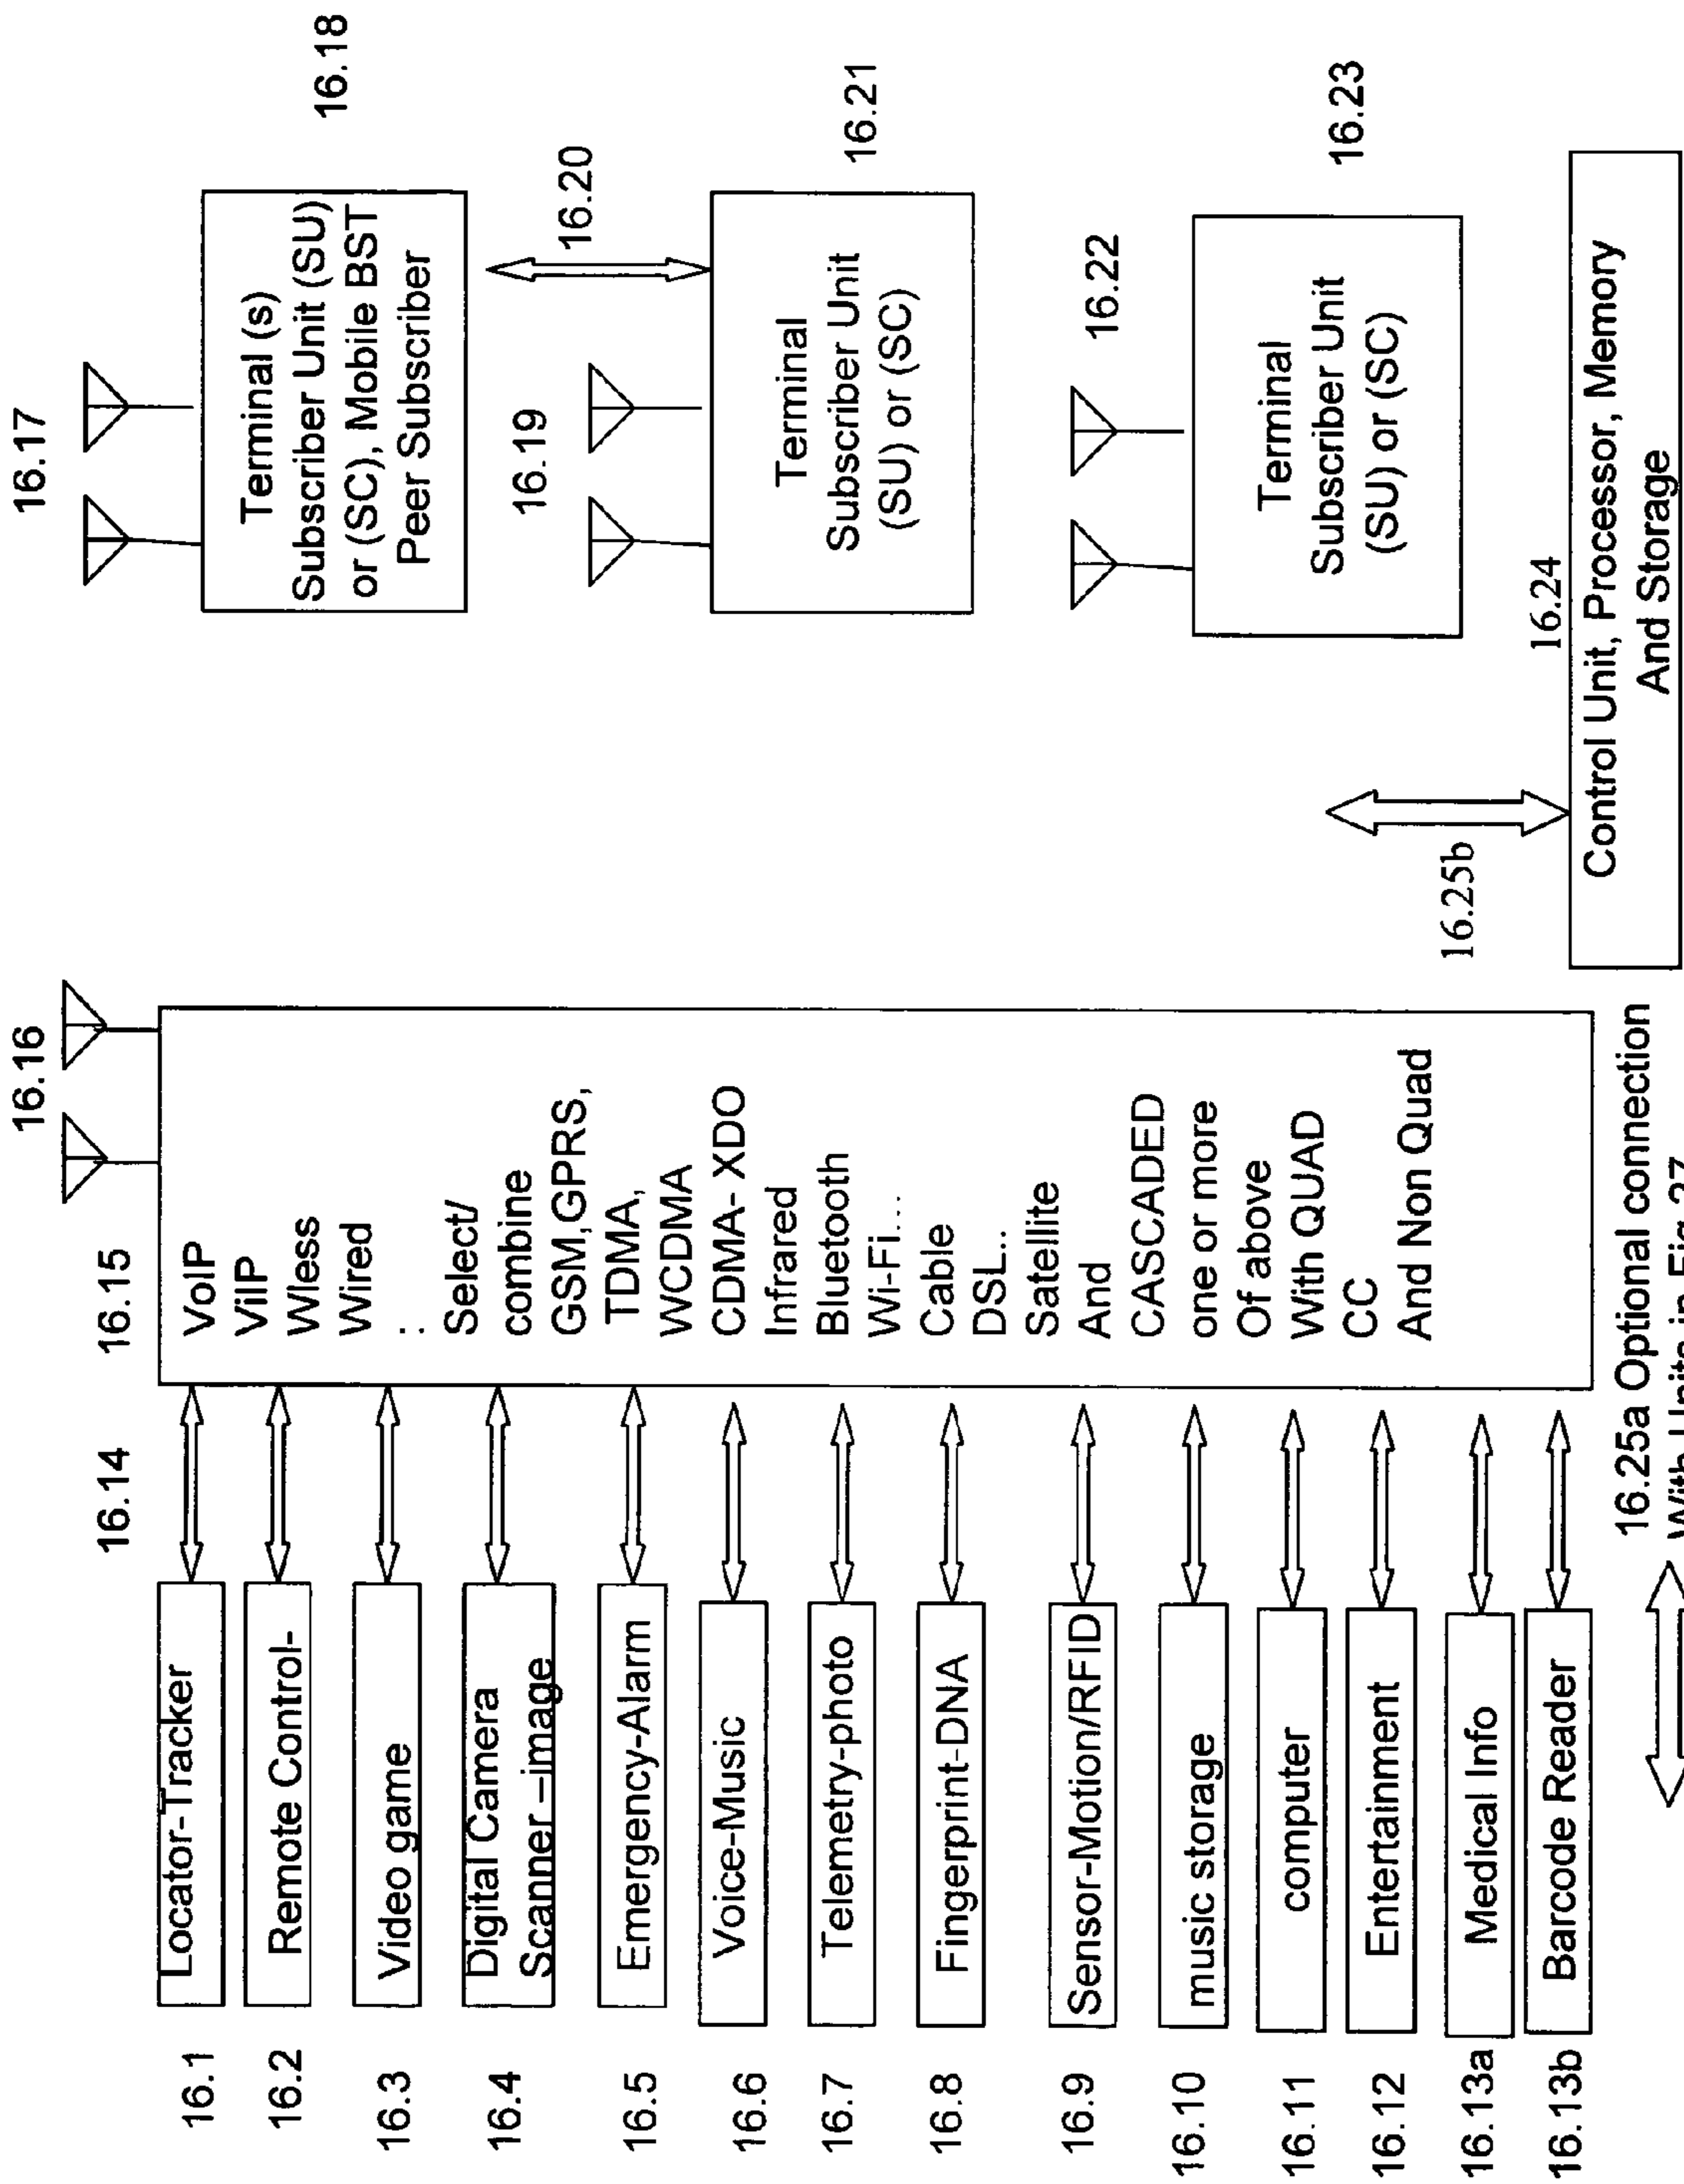 16.1
Locator-Tracker
16.2
Remote Control-
16.3
Video game
16.4
Digital Camera
Scanner –image
16.5
Emergency-Alarm
16.6
Voice-Music
16.7
Telemetry-photo
16.8
Fingerprint-DNA
16.9
Sensor-Motion/RFID
16.10
music storage
16.11
computer
16.12
Entertainment
16.13a
Medical Info
16.13b
Barcode Reader
16.14
16.15
16.16
VoIP
ViIP
Wless
Wired
:
Select/
combine
GSM,GPRS,
TDMA,
WCDMA
CDMA- XDO
Infrared
Bluetooth
Wi-Fi...
Cable
DSL..
Satellite
And
CASCADED
one or more
Of above
With QUAD
CC
And Non Quad
16.25a Optional connection
With Units in Fig 27
16.17
Terminal (s)
Subscriber Unit (SU)
or (SC), Mobile BST
Peer Subscriber
16.18
16.19
16.20
Terminal
Subscriber Unit
(SU) or (SC)
16.21
16.22
Terminal
Subscriber Unit
(SU) or (SC)
16.23
16.24
16.25b
Control Unit, Processor, Memory
And Storage